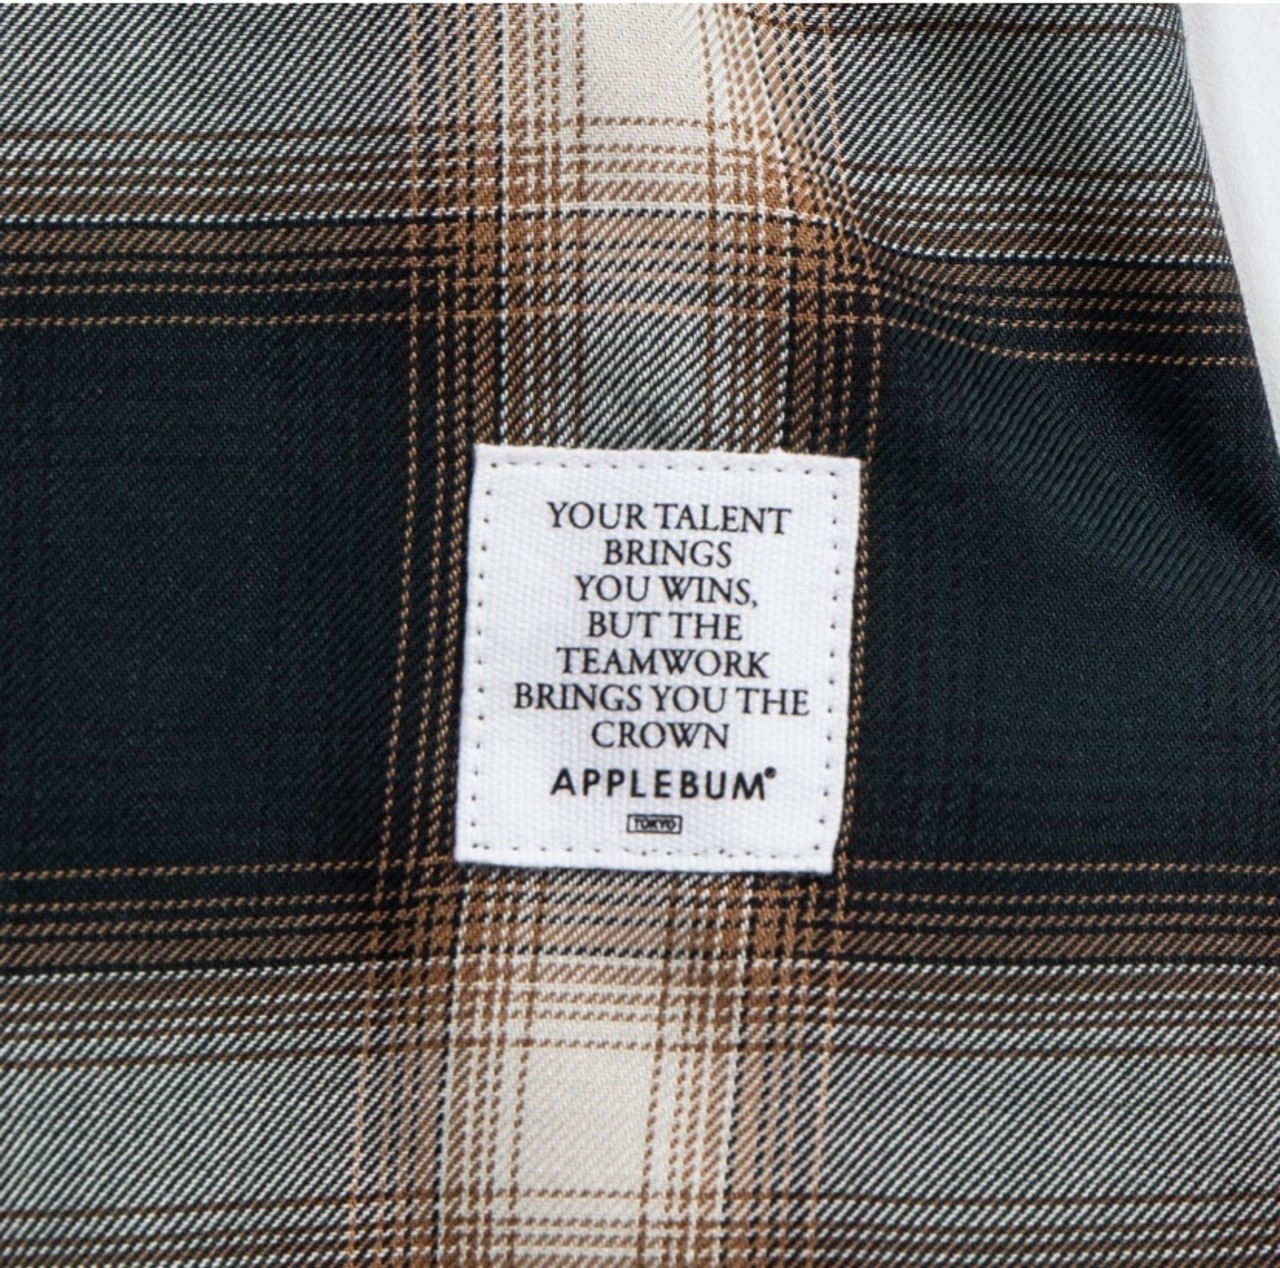 YOUR TALENT
BRINGS
YOU WINS,
BUT THE
TEAMWORK
BRINGS YOU THE
CROWN
APPLEBUM®
TOKYO